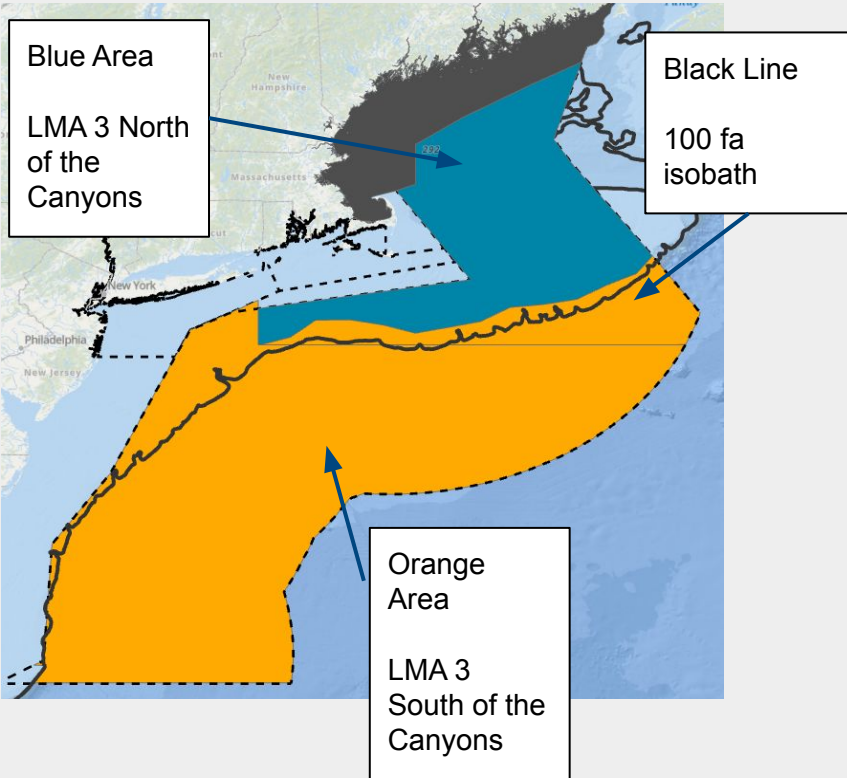 Blue Area
LMA 3 North
of the
Canyons
Black Line
100 fa
isobath
New
Hampshire
292
Massachusetts
New York
Philadelphia
New Jersey
Orange
Area
LMA 3
South of the
Canyons